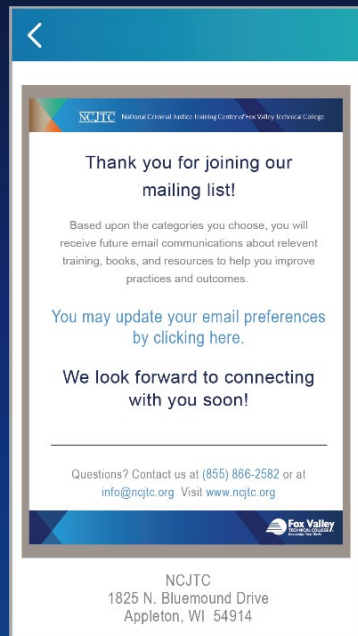 NCJTC National Criminal Justice Training Center of Fox Valley Technical College
Thank you for joining our
mailing list!
Based upon the categories you choose, you will
receive future email communications about relevent
training, books, and resources to help you improve
practices and outcomes.
You may update your email preferences
by clicking here.
We look forward to connecting
with you soon!
Questions? Contact us at (855) 866-2582 or at
info@ncjtc.org Visit www.ncjtc.org
Fox Valley
TECHNICAL COLLEGE
Knowledge That Works
NCJTC
1825 N. Bluemound Drive
Appleton, WI 54914